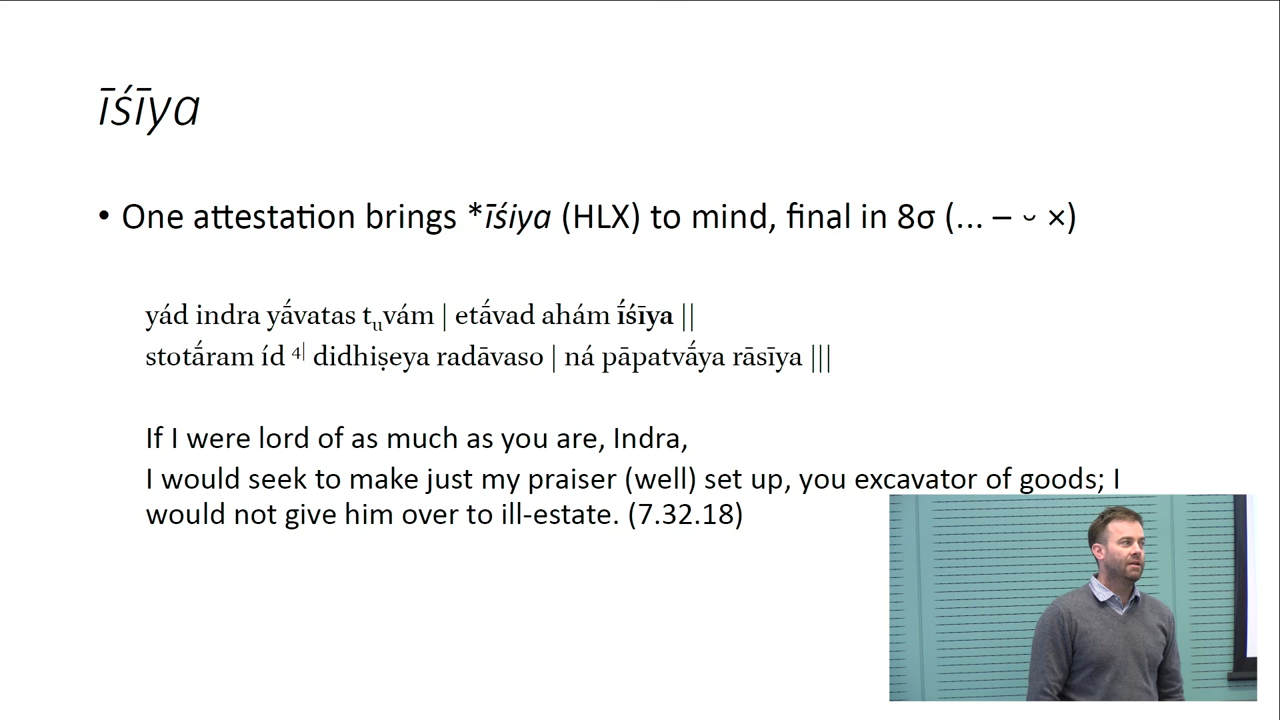 īśīya
• One attestation brings *īśiya (HLX) to mind, final in 8σ (... – ⏑ ×)
yád indra yā́vatas tᵤvám | etā́vad ahám ī́śīya ||
stotā́ram íd ⁴| didhiṣeya radāvaso | ná pāpatvā́ya rāsīya |||
If I were lord of as much as you are, Indra,
I would seek to make just my praiser (well) set up, you excavator of goods; I
would not give him over to ill-estate. (7.32.18)